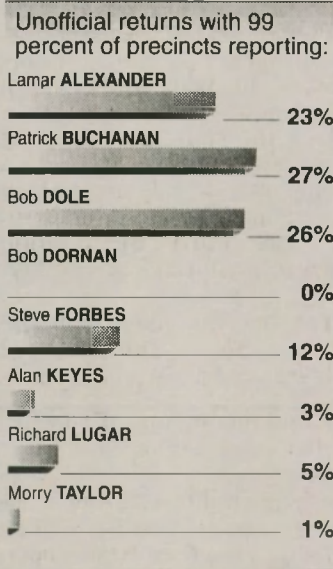 Unofficial returns with 99
percent of precincts reporting:
Lamar ALEXANDER
23%
Patrick BUCHANAN
27%
Bob DOLE
26%
Bob DORNAN
0%
Steve FORBES
12%
Alan KEYES
3%
Richard LUGAR
5%
Morry TAYLOR
1%